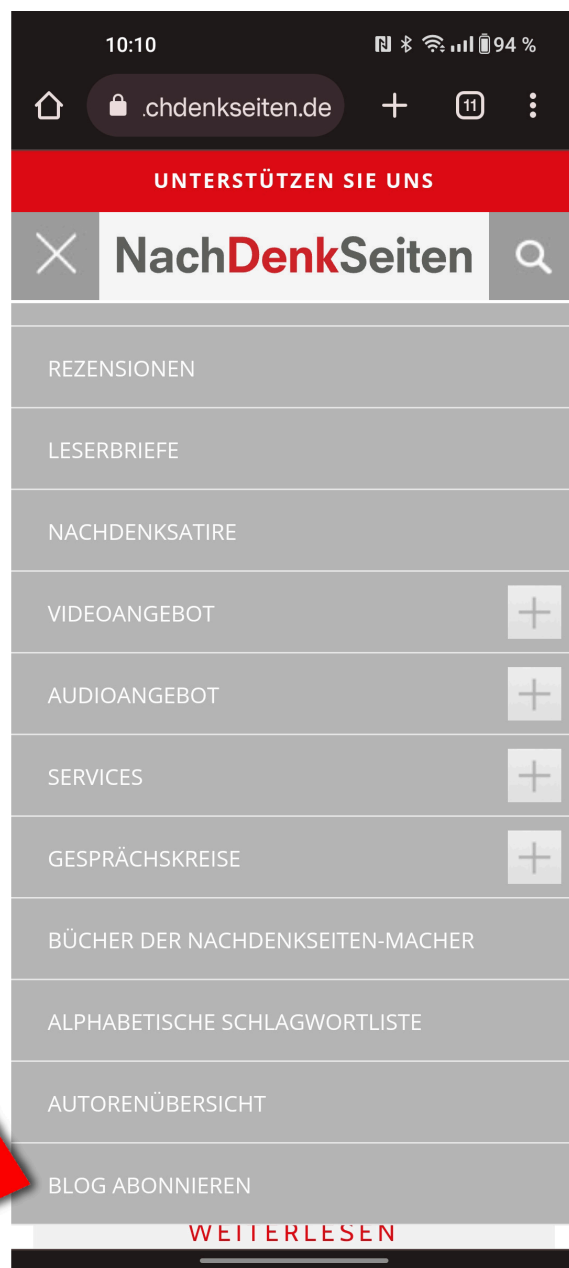 10:10 94 %
.chdenkseiten.de 11
UNTERSTÜTZEN SIE UNS
NachDenkSeiten
REZENSIONEN
LESERBRIEFE
NACHDENKSATIRE
VIDEOANGEBOT
AUDIOANGEBOT
SERVICES
GESPRÄCHSKREISE
BÜCHER DER NACHDENKSEITEN-MACHER
ALPHABETISCHE SCHLAGWORTLISTE
AUTORENÜBERSICHT
BLOG ABONNIEREN
WEITERLESEN